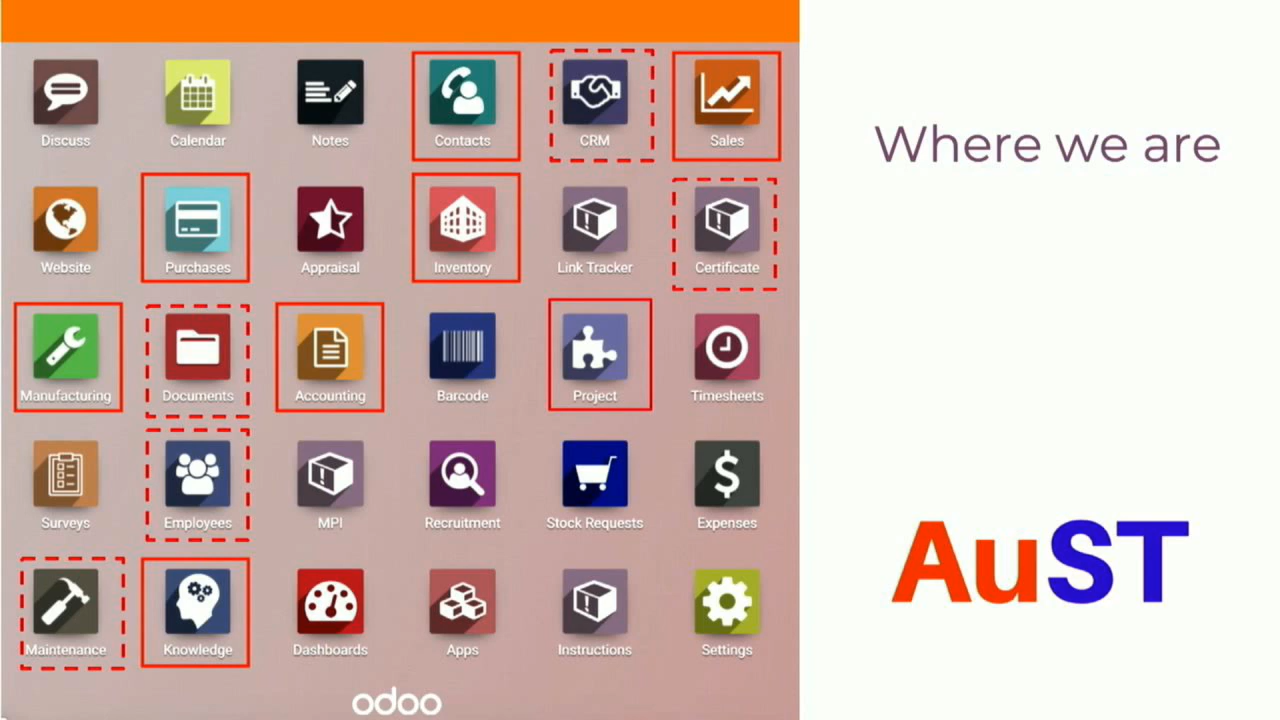 Discuss
Calendar
Notes
Contacts
CRM
Sales
Where we are
Website
Purchases
Appraisal
Inventory
Link Tracker
Certificate
Manufacturing
Documents
Accounting
Barcode
Project
Timesheets
Surveys
Employees
MPI
Recruitment
Stock Requests
Expenses
AuST
Maintenance
Knowledge
Dashboards
Apps
Instructions
Settings
odoo